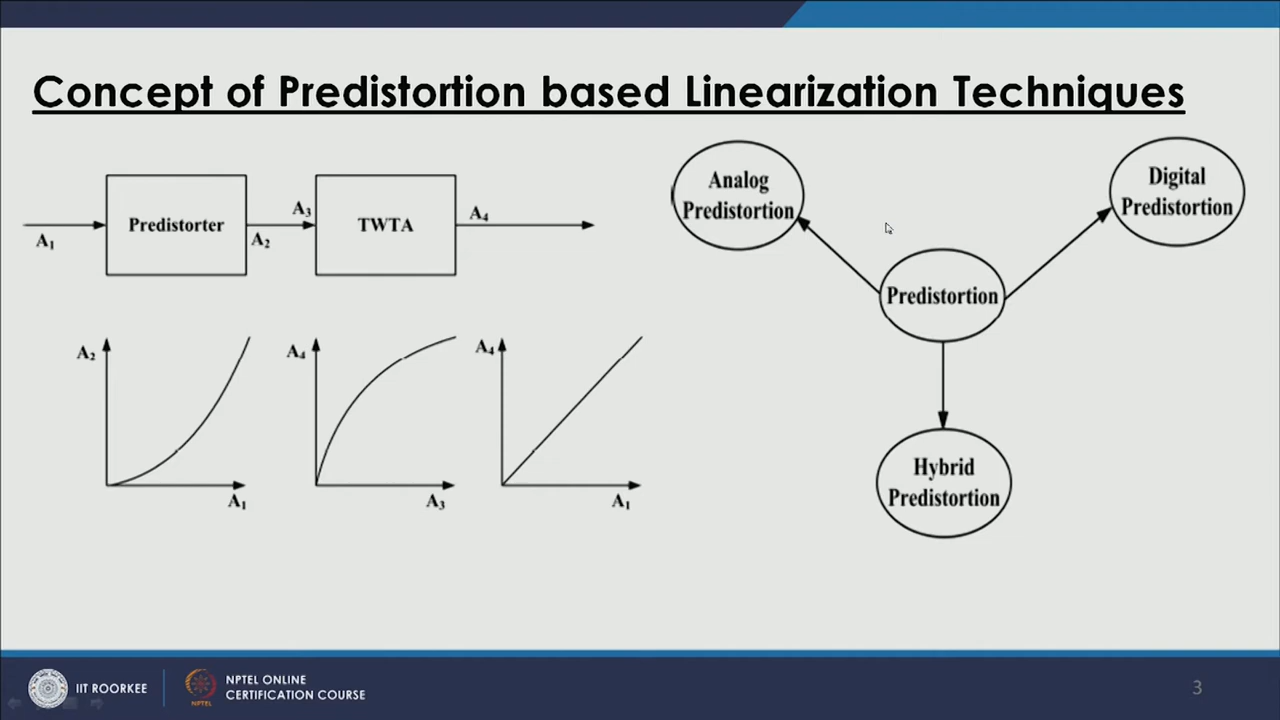 Concept of Predistortion based Linearization Techniques
Predistorter
TWTA
A₁
A₂
A₃
A₄
A₂
A₁
A₄
A₃
A₄
A₁
Analog
Predistortion
Digital
Predistortion
Predistortion
Hybrid
Predistortion
IIT ROORKEE
NPTEL ONLINE
CERTIFICATION COURSE
NPTEL
3